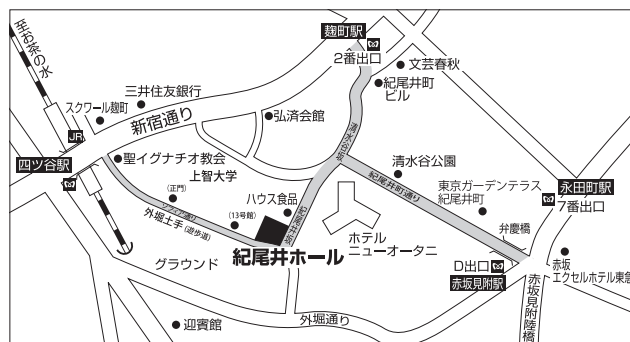 至お茶の水
麹町駅
2番出口
文芸春秋
紀尾井町
ビル
三井住友銀行
スクワール麹町
新宿通り
弘済会館
JR
四ツ谷駅
聖イグナチオ教会
上智大学
清水谷坂
清水谷公園
紀尾井町通り
東京ガーデンテラス
紀尾井町
永田町駅
7番出口
(正門)
ソフィア通り
ハウス食品
(13号館)
外堀土手(遊歩道)
紀尾井坂
ホテル
ニューオータニ
弁慶橋
グラウンド
紀尾井ホール
D出口
赤坂見附駅
赤坂
エクセルホテル東急
赤坂見附陸橋
外堀通り
迎賓館